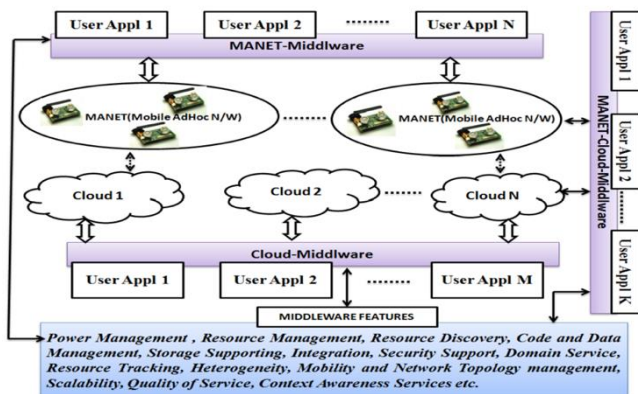 User Appl 1
User Appl 2
........
User Appl N
MANET-Middlware
MANET(Mobile AdHoc N/W)
........
MANET(Mobile AdHoc N/W)
Cloud 1
Cloud 2
........
Cloud N
Cloud-Middlware
User Appl 1
User Appl 2
........
User Appl M
User Appl 1
User Appl 2
User Appl K
MANET-Cloud-Middlware
MIDDLEWARE FEATURES
Power Management , Resource Management, Resource Discovery, Code and Data
Management, Storage Supporting, Integration, Security Support, Domain Service,
Resource Tracking, Heterogeneity, Mobility and Network Topology management,
Scalability, Quality of Service, Context Awareness Services etc.